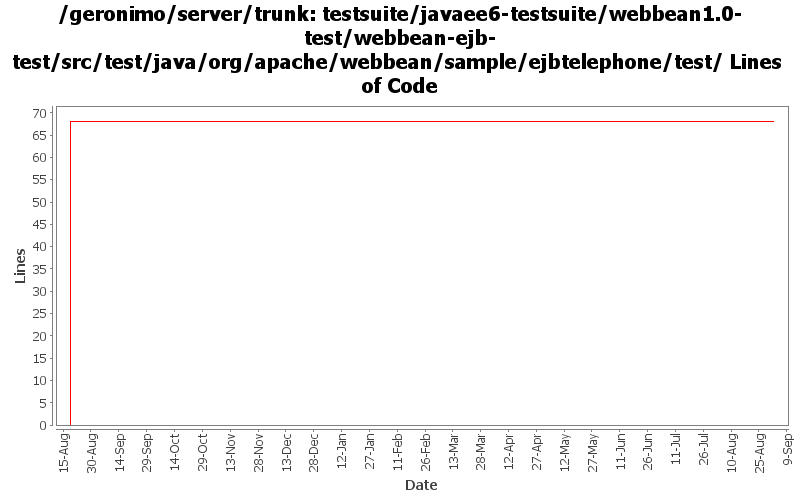 /geronimo/server/trunk: testsuite/javaee6-testsuite/webbean1.0-
test/webbean-ejb-
test/src/test/java/org/apache/webbean/sample/ejbtelephone/test/ Lines
of Code
70
65
60
55
50
45
40
35
30
25
20
15
10
5
0
Lines
15-Aug
30-Aug
14-Sep
29-Sep
14-Oct
29-Oct
13-Nov
28-Nov
13-Dec
28-Dec
12-Jan
27-Jan
11-Feb
26-Feb
13-Mar
28-Mar
12-Apr
27-Apr
12-May
27-May
11-Jun
26-Jun
11-Jul
26-Jul
10-Aug
25-Aug
9-Sep
Date